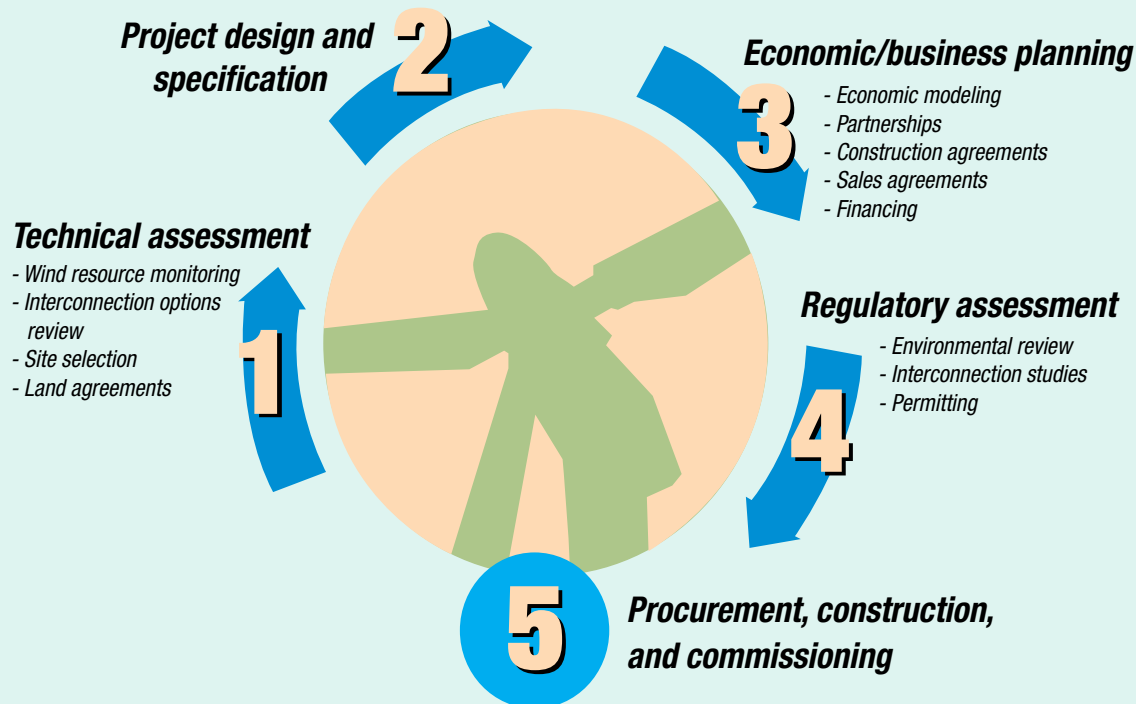 1
Technical assessment
- Wind resource monitoring
- Interconnection options
review
- Site selection
- Land agreements
2
Project design and
specification
3
Economic/business planning
- Economic modeling
- Partnerships
- Construction agreements
- Sales agreements
- Financing
4
Regulatory assessment
- Environmental review
- Interconnection studies
- Permitting
5
Procurement, construction,
and commissioning